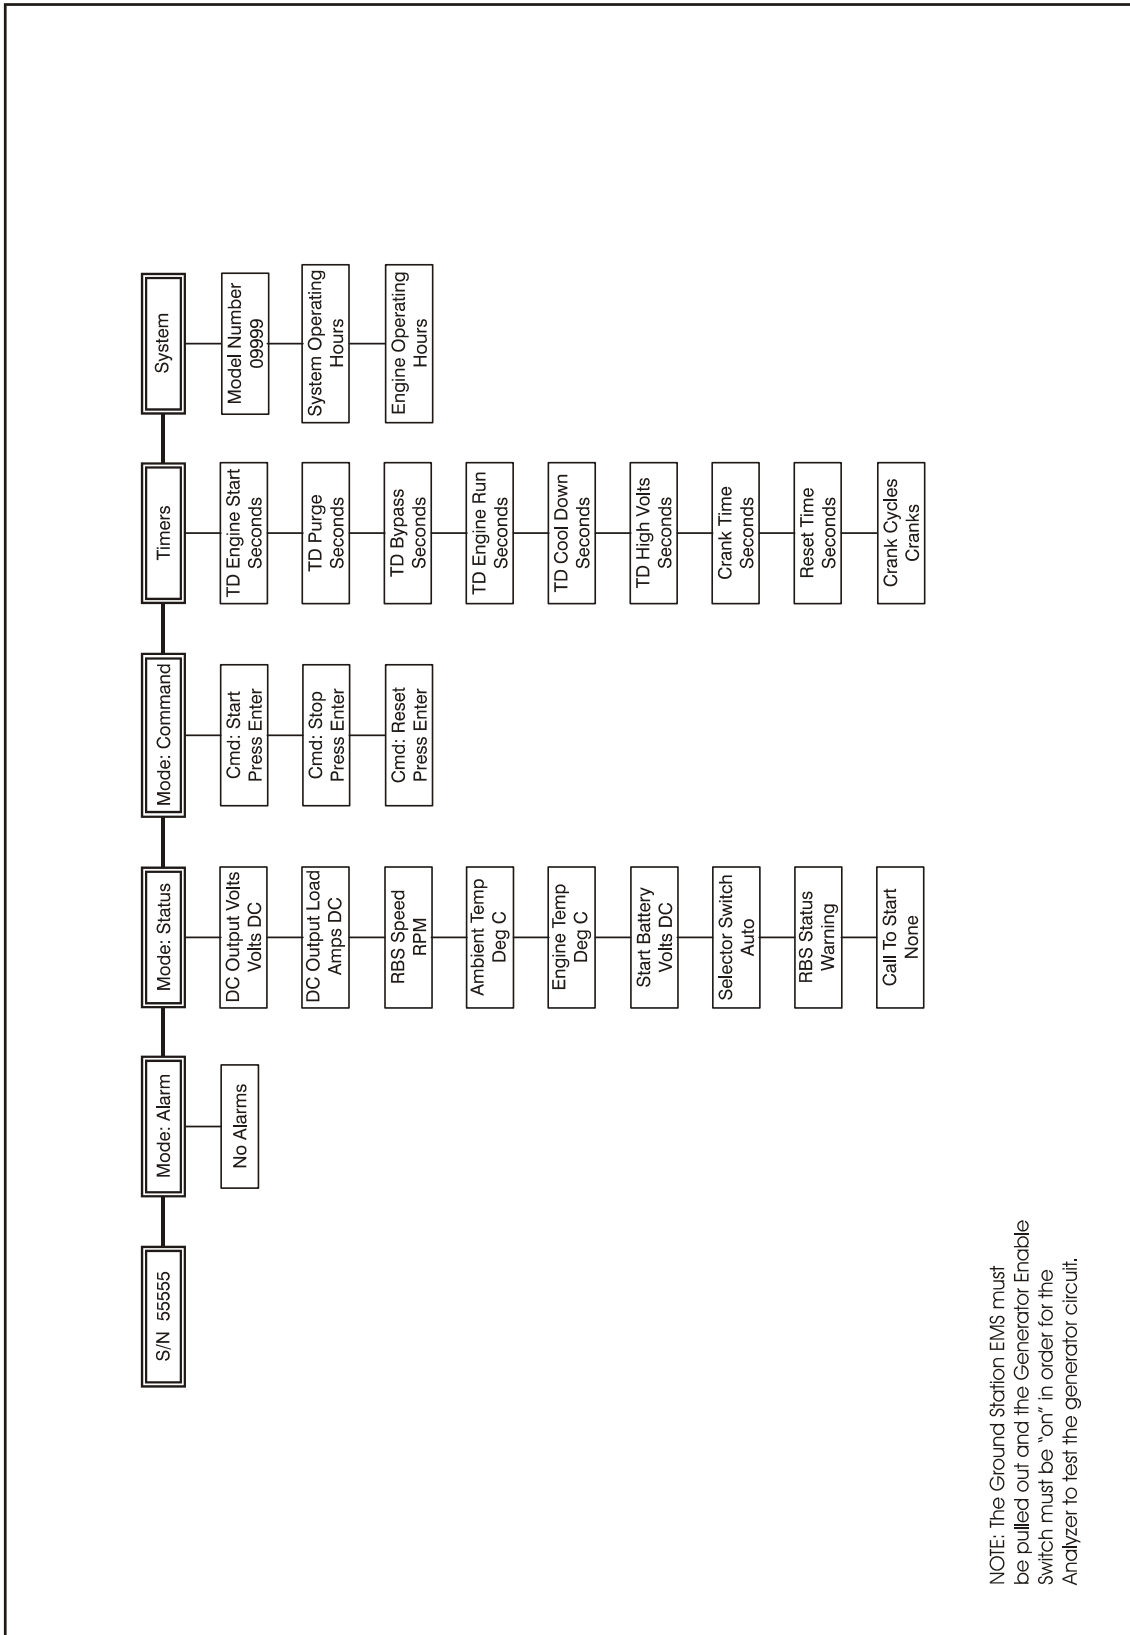 S/N 55555
Mode: Alarm
No Alarms
Mode: Status
DC Output Volts
Volts DC
DC Output Load
Amps DC
RBS Speed
RPM
Ambient Temp
Deg C
Engine Temp
Deg C
Start Battery
Volts DC
Selector Switch
Auto
RBS Status
Warning
Call To Start
None
Mode: Command
Cmd: Start
Press Enter
Cmd: Stop
Press Enter
Cmd: Reset
Press Enter
Timers
TD Engine Start
Seconds
TD Purge
Seconds
TD Bypass
Seconds
TD Engine Run
Seconds
TD Cool Down
Seconds
TD High Volts
Seconds
Crank Time
Seconds
Reset Time
Seconds
Crank Cycles
Cranks
System
Model Number
09999
System Operating
Hours
Engine Operating
Hours
NOTE: The Ground Station EMS must
be pulled out and the Generator Enable
Switch must be "on" in order for the
Analyzer to test the generator circuit.